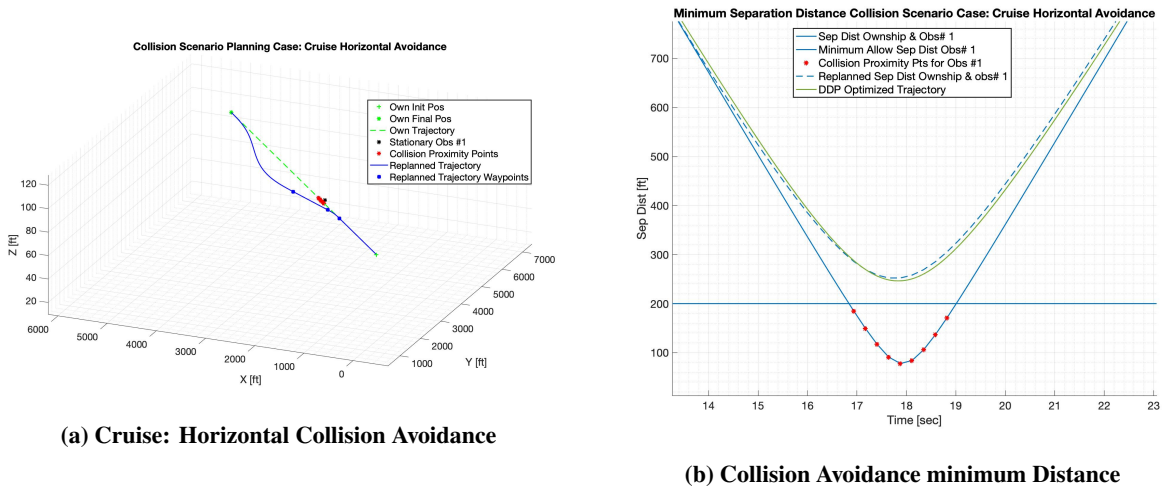 Collision Scenario Planning Case: Cruise Horizontal Avoidance
Own Init Pos
Own Final Pos
Own Trajectory
Stationary Obs #1
Collision Proximity Points
Replanned Trajectory
Replanned Trajectory Waypoints
120
100
80
60
40
20
Z [ft]
6000
5000
4000
3000
2000
1000
0
X [ft]
1000
2000
3000
4000
5000
6000
7000
Y [ft]
(a) Cruise: Horizontal Collision Avoidance
Minimum Separation Distance Collision Scenario Case: Cruise Horizontal Avoidance
Sep Dist Ownship & Obs# 1
Minimum Allow Sep Dist Obs# 1
Collision Proximity Pts for Obs #1
Replanned Sep Dist Ownship & obs# 1
DDP Optimized Trajectory
700
600
500
400
300
200
100
Sep Dist [ft]
14 15 16 17 18 19 20 21 22 23
Time [sec]
(b) Collision Avoidance minimum Distance